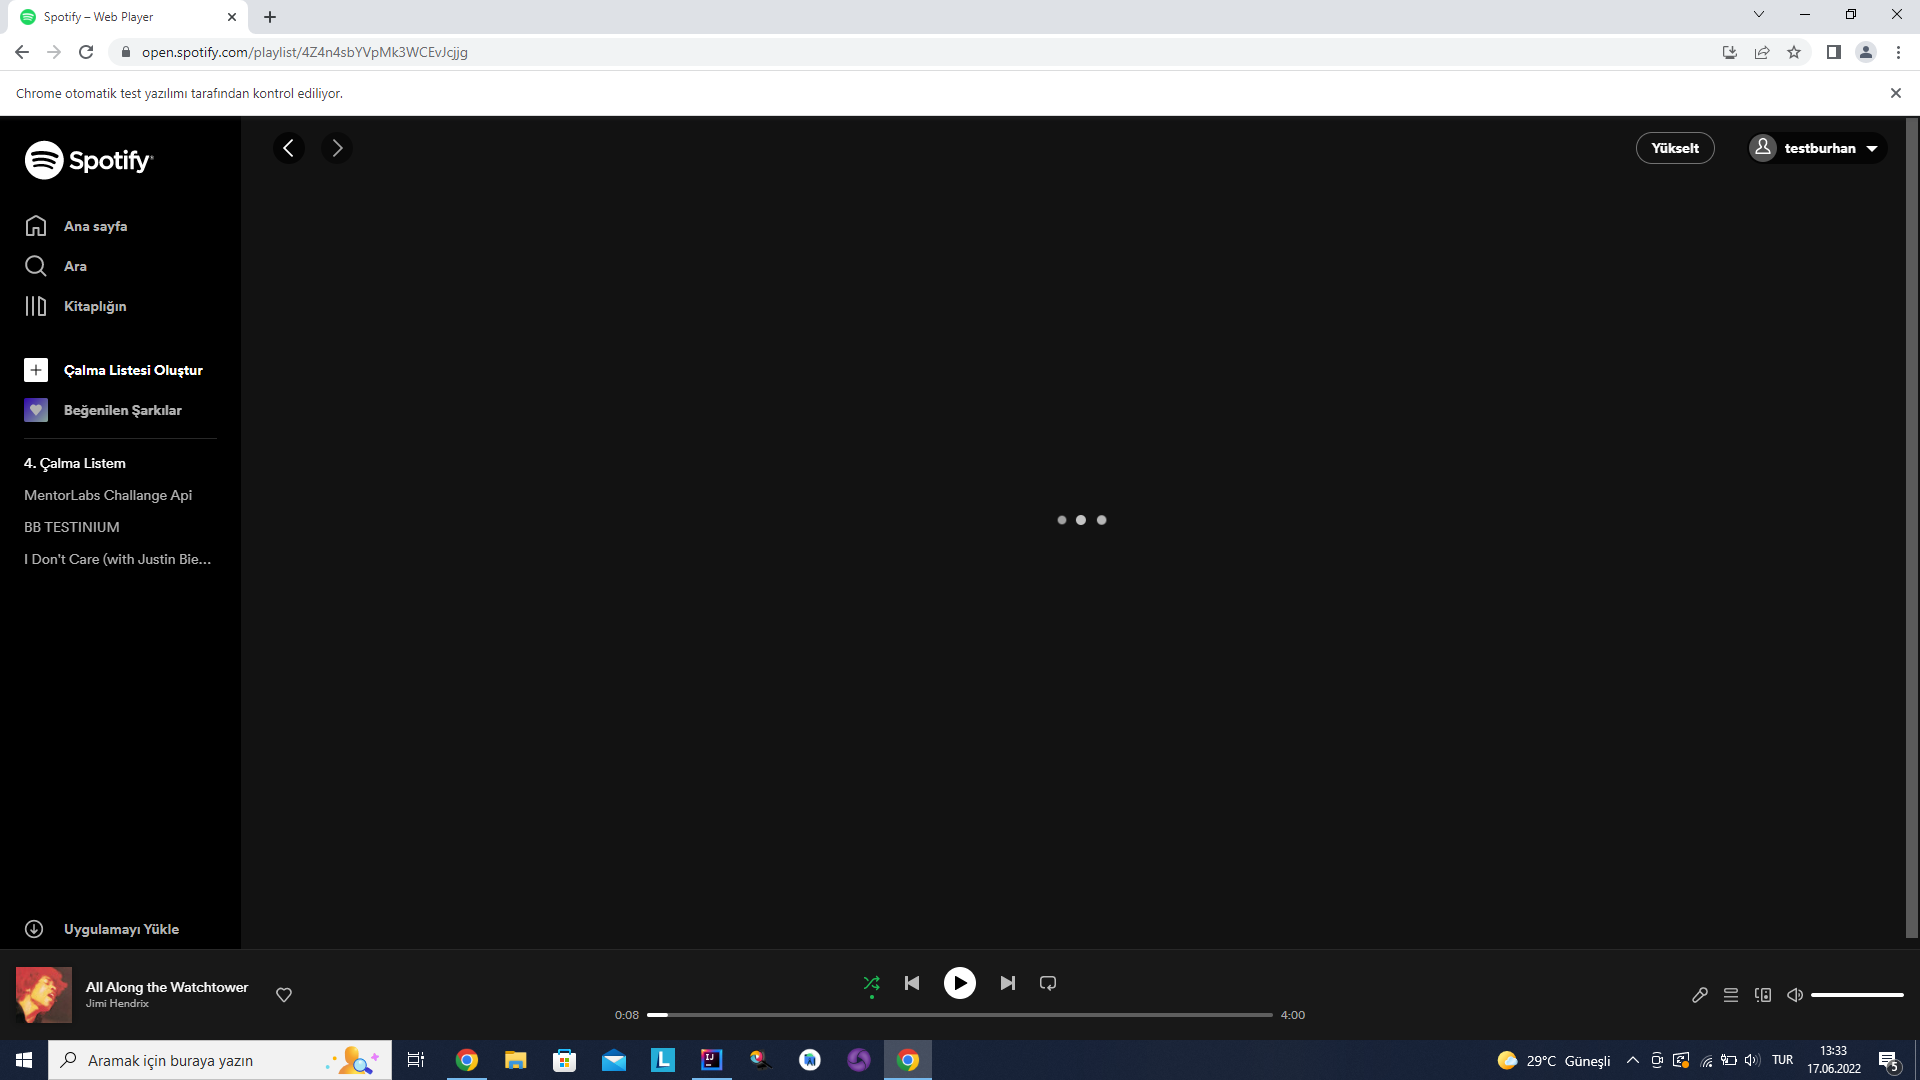 Spotify – Web Player
open.spotify.com/playlist/4Z4n4sbYVpMk3WCEvJcjjg
Chrome otomatik test yazılımı tarafından kontrol ediliyor.
Spotify
Yükselt
testburhan
Ana sayfa
Ara
Kitaplığın
Çalma Listesi Oluştur
Beğenilen Şarkılar
4. Çalma Listem
MentorLabs Challange Api
BB TESTINIUM
I Don't Care (with Justin Bie...
Uygulamayı Yükle
All Along the Watchtower
Jimi Hendrix
0:08
4:00
Aramak için buraya yazın
L
IJ
29°C Güneşli
TUR
13:33
17.06.2022
5